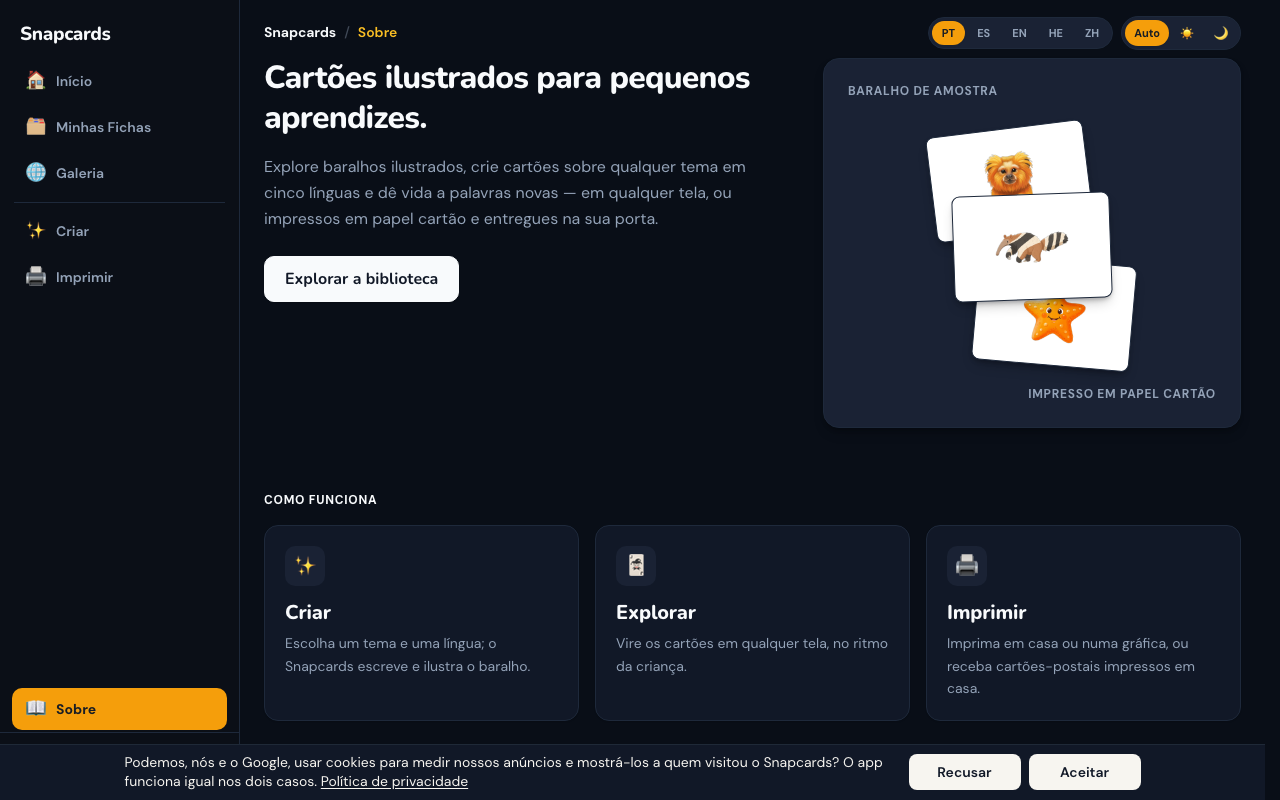 Snapcards
Início
Minhas Fichas
Galeria
Criar
Imprimir
Sobre
Snapcards / Sobre
PT ES EN HE ZH
Auto
Cartões ilustrados para pequenos
aprendizes.
Explore baralhos ilustrados, crie cartões sobre qualquer tema em
cinco línguas e dê vida a palavras novas — em qualquer tela, ou
impressos em papel cartão e entregues na sua porta.
Explorar a biblioteca
BARALHO DE AMOSTRA
IMPRESSO EM PAPEL CARTÃO
COMO FUNCIONA
Criar
Escolha um tema e uma língua; o
Snapcards escreve e ilustra o baralho.
Explorar
Vire os cartões em qualquer tela, no ritmo
da criança.
Imprimir
Imprima em casa ou numa gráfica, ou
receba cartões-postais impressos em
casa.
Podemos, nós e o Google, usar cookies para medir nossos anúncios e mostrá-los a quem visitou o Snapcards? O app
funciona igual nos dois casos. Política de privacidade
Recusar
Aceitar